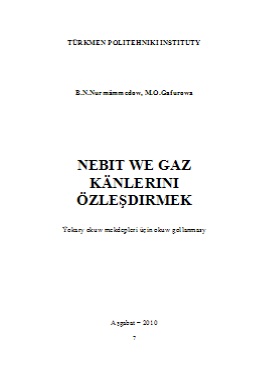 TÜRKMEN POLITEHNIKI INSTITUTY
B.N.Nurmämmedow, M.O.Gafurowa
NEBIT WE GAZ
KÄNLERINI
ÖZLEŞDIRMEK
Ýokary okuw mekdepleri üçin okuw gollanmasy
Aşgabat – 2010
7